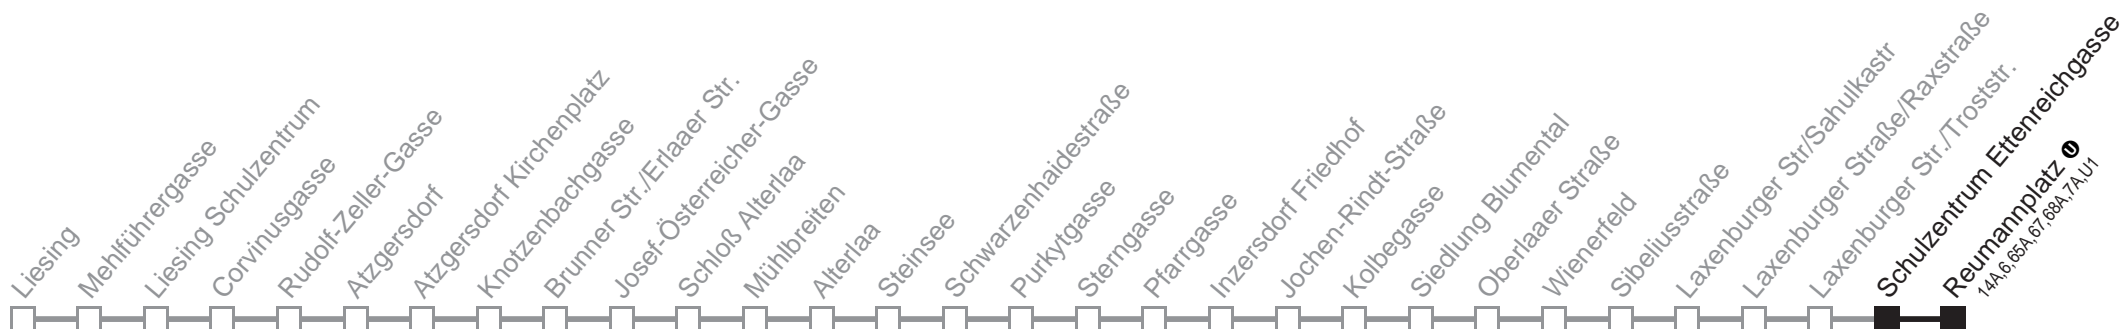 Liesing
Mehlführergasse
Liesing Schulzentrum
Corvinusgasse
Rudolf-Zeller-Gasse
Atzgersdorf
Atzgersdorf Kirchenplatz
Knotzenbachgasse
Brunner Str./Erlaaer Str.
Josef-Österreicher-Gasse
Schloß Alterlaa
Mühlbreiten
Alterlaa
Steinsee
Schwarzenhaidestraße
Purkytgasse
Sterngasse
Pfarrgasse
Inzersdorf Friedhof
Jochen-Rindt-Straße
Kolbegasse
Siedlung Blumental
Oberlaaer Straße
Wienerfeld
Sibeliusstraße
Laxenburger Str/Sahulkastr
Laxenburger Straße/Raxstraße
Laxenburger Str./Troststr.
Schulzentrum Ettenreichgasse
Reumannplatz U
14A,6,65A,67,68A,7A,U1